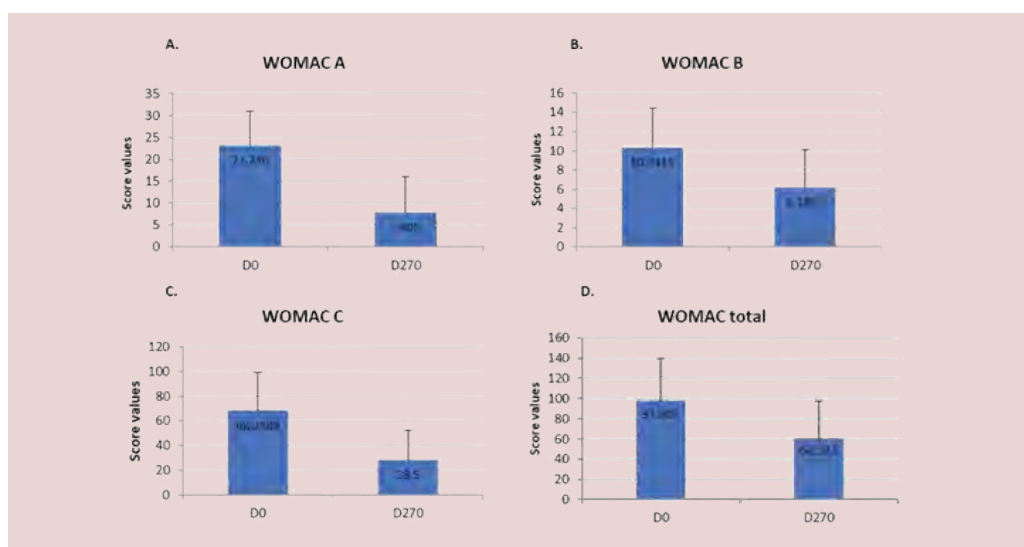 A.
WOMAC A
Score values
35
30
25
20
15
10
5
0
D0
D270
B.
WOMAC B
Score values
16
14
12
10
8
6
4
2
0
D0
D270
C.
WOMAC C
Score values
120
100
80
60
40
20
0
28,5
D0
D270
D.
WOMAC total
Score values
160
140
120
100
80
60
40
20
0
D0
D270